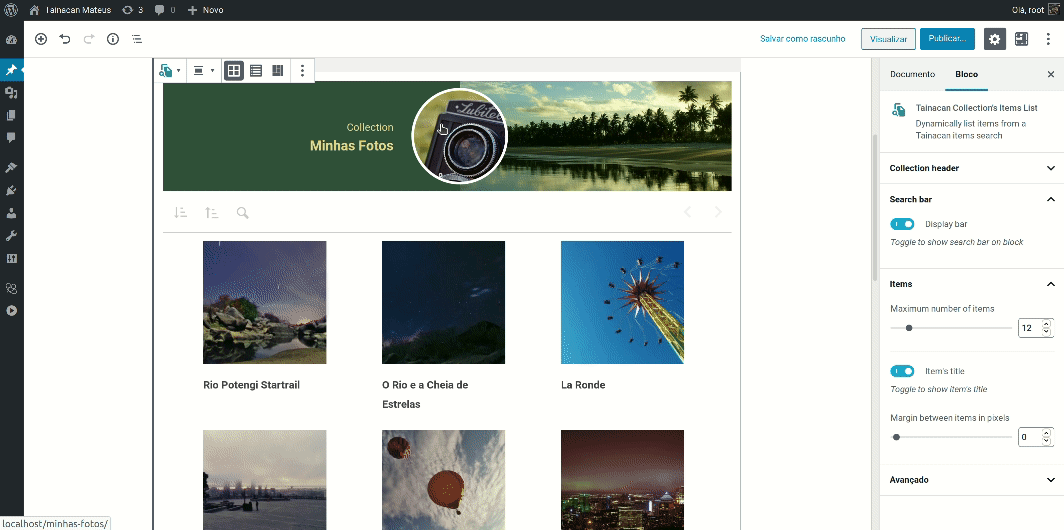 Tainacan Mateus
3
0
Novo
Olá, root
Salvar como rascunho
Visualizar
Publicar...
Documento
Bloco
Tainacan Collection's Items List
Dynamically list items from a
Tainacan items search
Collection header
Search bar
Display bar
Toggle to show search bar on block
Items
Maximum number of items
12
Item's title
Toggle to show item's title
Margin between items in pixels
0
Avançado
Collection
Minhas Fotos
Jubilee
Rio Potengi Startrail
O Rio e a Cheia de
Estrelas
La Ronde
localhost/minhas-fotos/